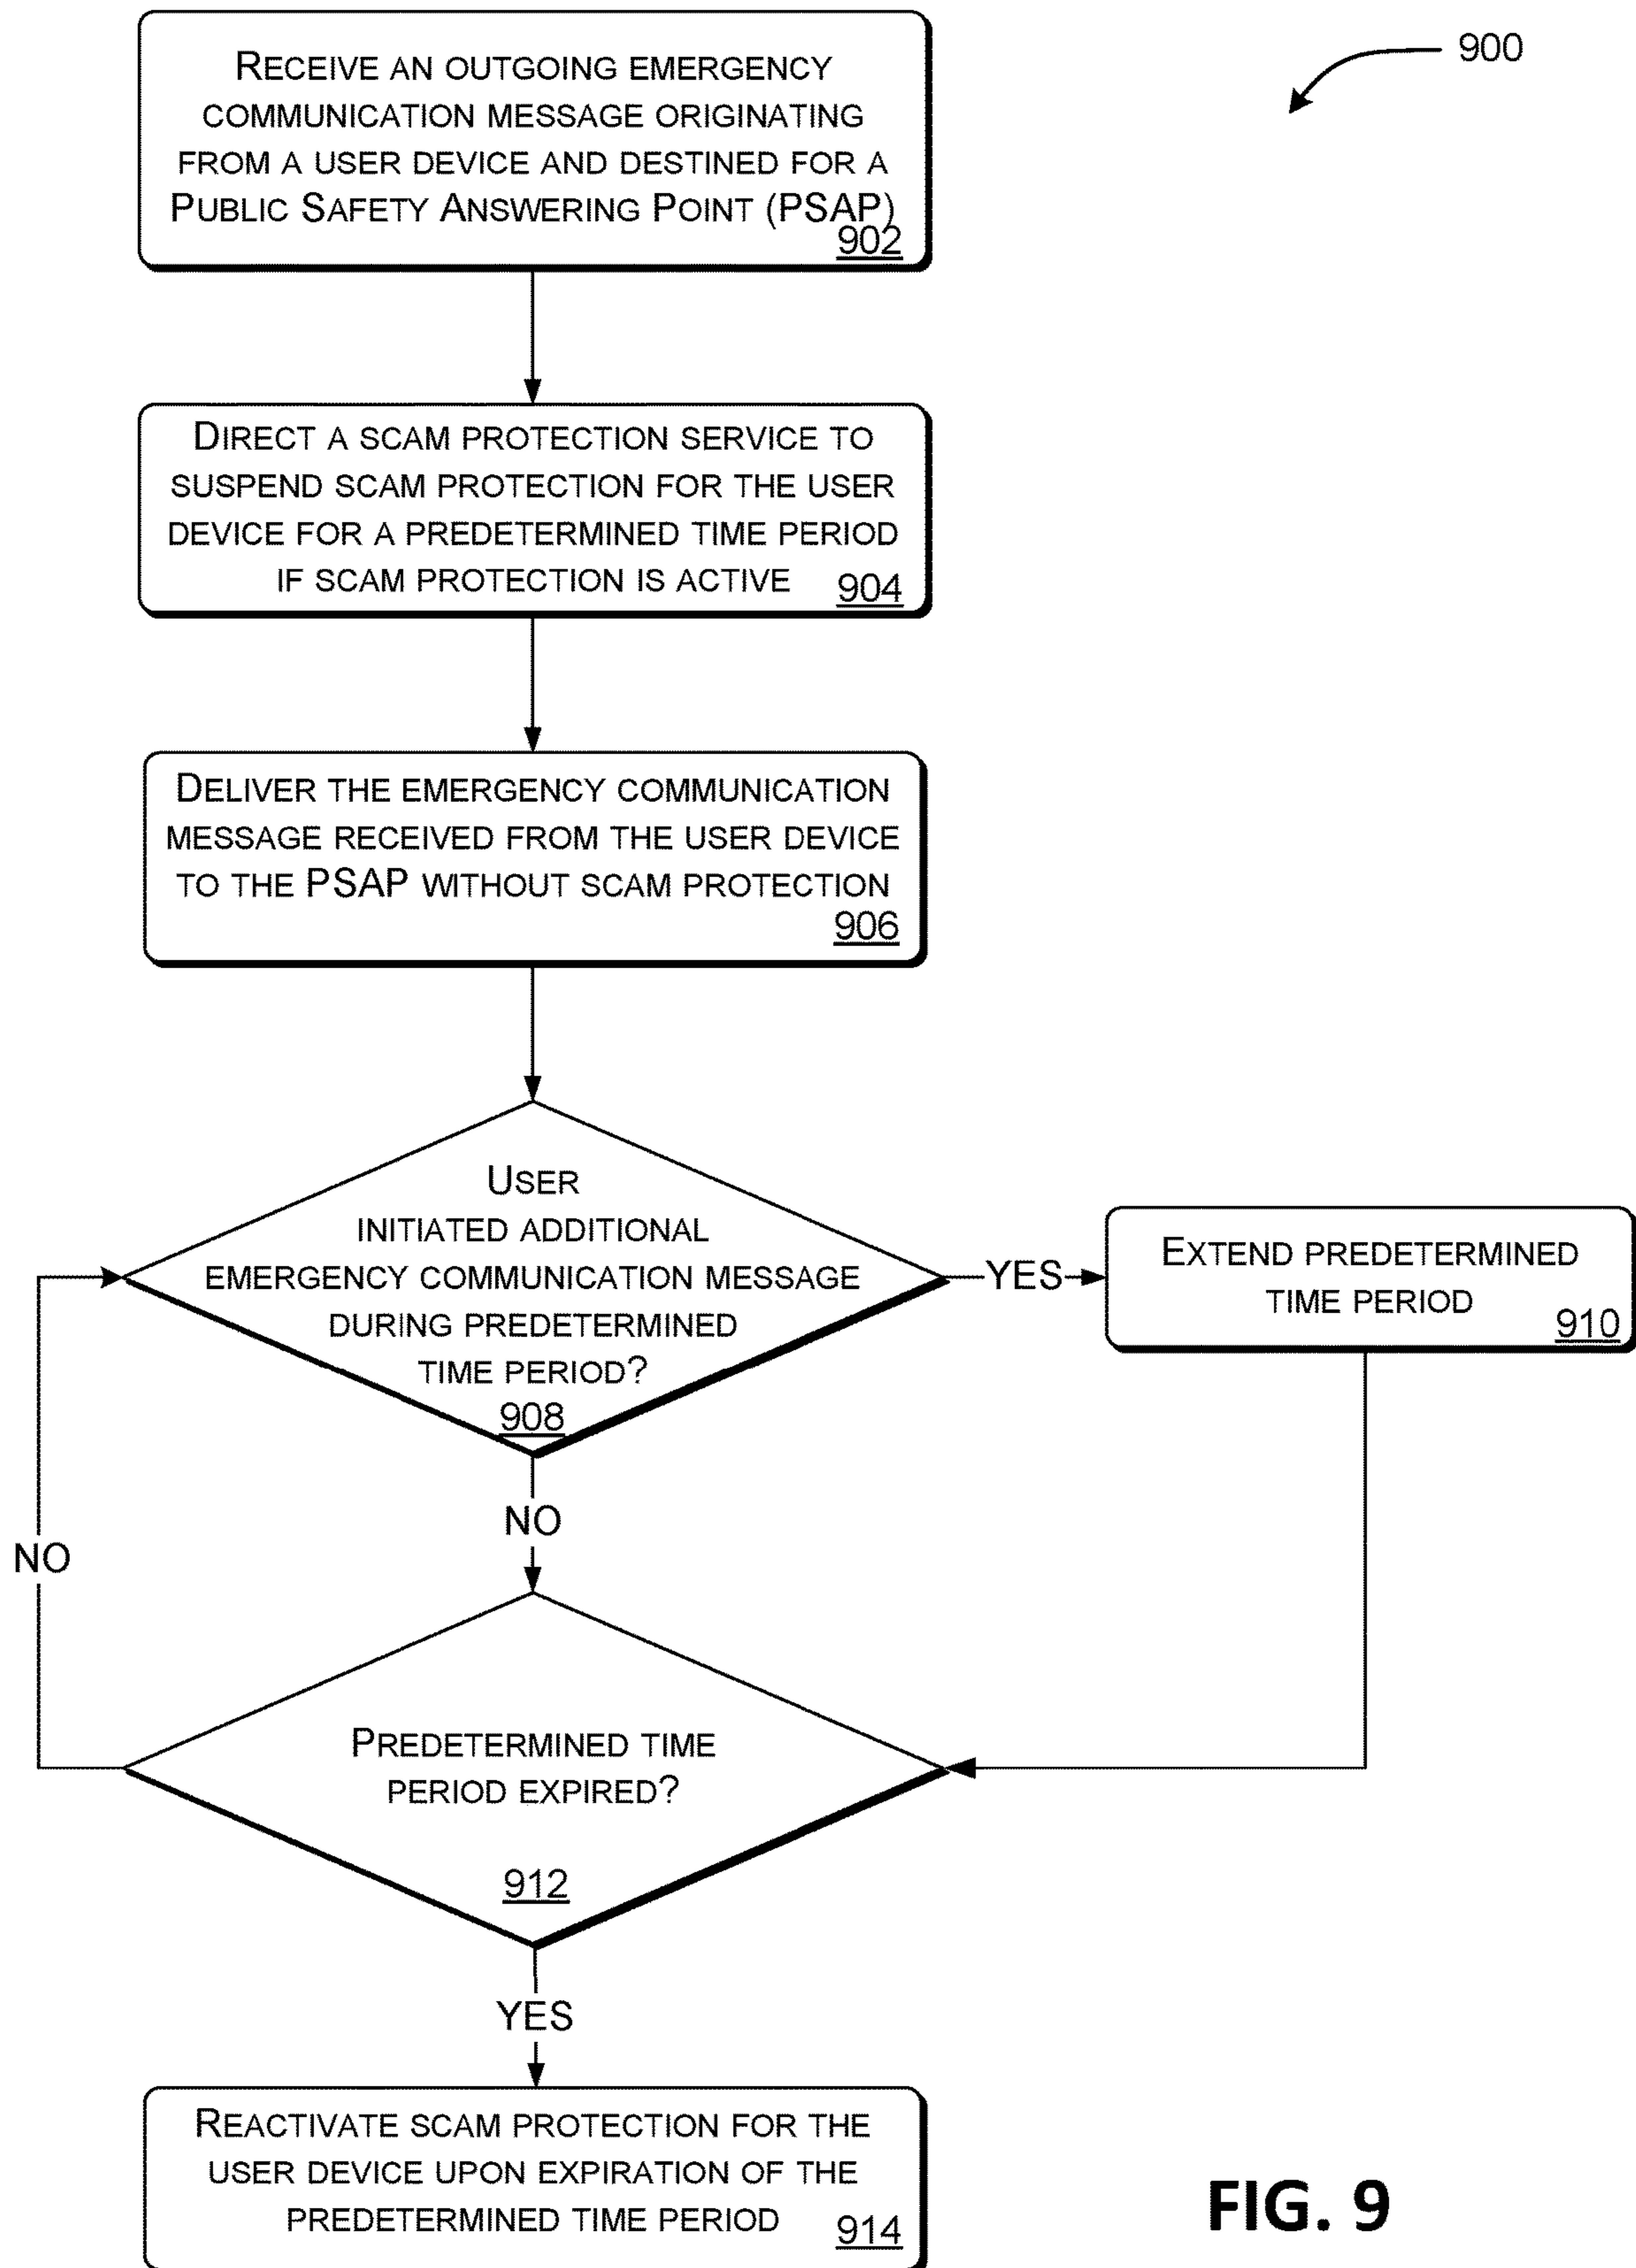 RECEIVE AN OUTGOING EMERGENCY
COMMUNICATION MESSAGE ORIGINATING
FROM A USER DEVICE AND DESTINED FOR A
PUBLIC SAFETY ANSWERING POINT (PSAP)
902
900
DIRECT A SCAM PROTECTION SERVICE TO
SUSPEND SCAM PROTECTION FOR THE USER
DEVICE FOR A PREDETERMINED TIME PERIOD
IF SCAM PROTECTION IS ACTIVE
904
DELIVER THE EMERGENCY COMMUNICATION
MESSAGE RECEIVED FROM THE USER DEVICE
TO THE PSAP WITHOUT SCAM PROTECTION
906
USER
INITIATED ADDITIONAL
EMERGENCY COMMUNICATION MESSAGE
DURING PREDETERMINED
TIME PERIOD?
908
YES
EXTEND PREDETERMINED
TIME PERIOD
910
NO
NO
PREDETERMINED TIME
PERIOD EXPIRED?
912
YES
REACTIVATE SCAM PROTECTION FOR THE
USER DEVICE UPON EXPIRATION OF THE
PREDETERMINED TIME PERIOD
914
FIG. 9